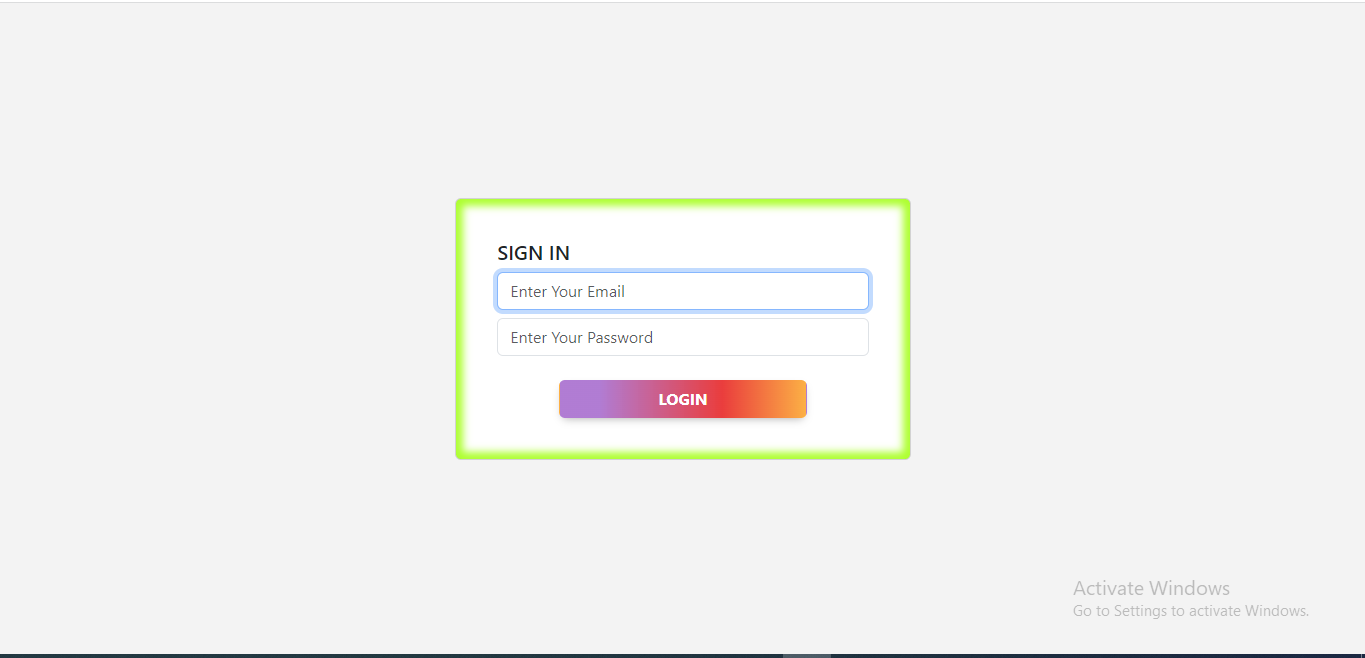 SIGN IN
Enter Your Email
Enter Your Password
LOGIN
Activate Windows
Go to Settings to activate Windows.